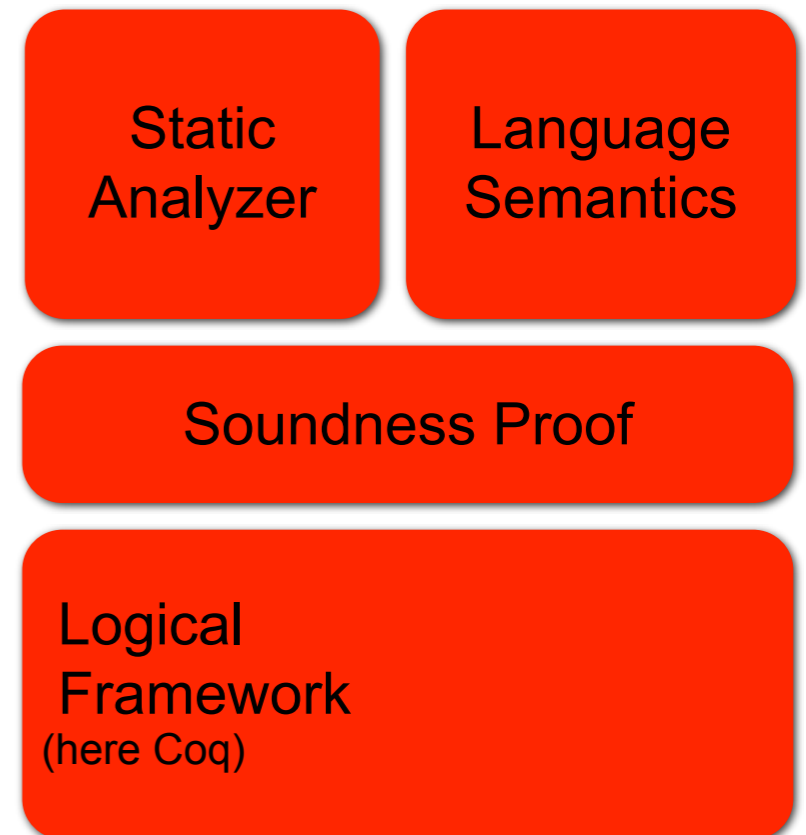 Static
Analyzer
Language
Semantics
Soundness Proof
Logical
Framework
(here Coq)